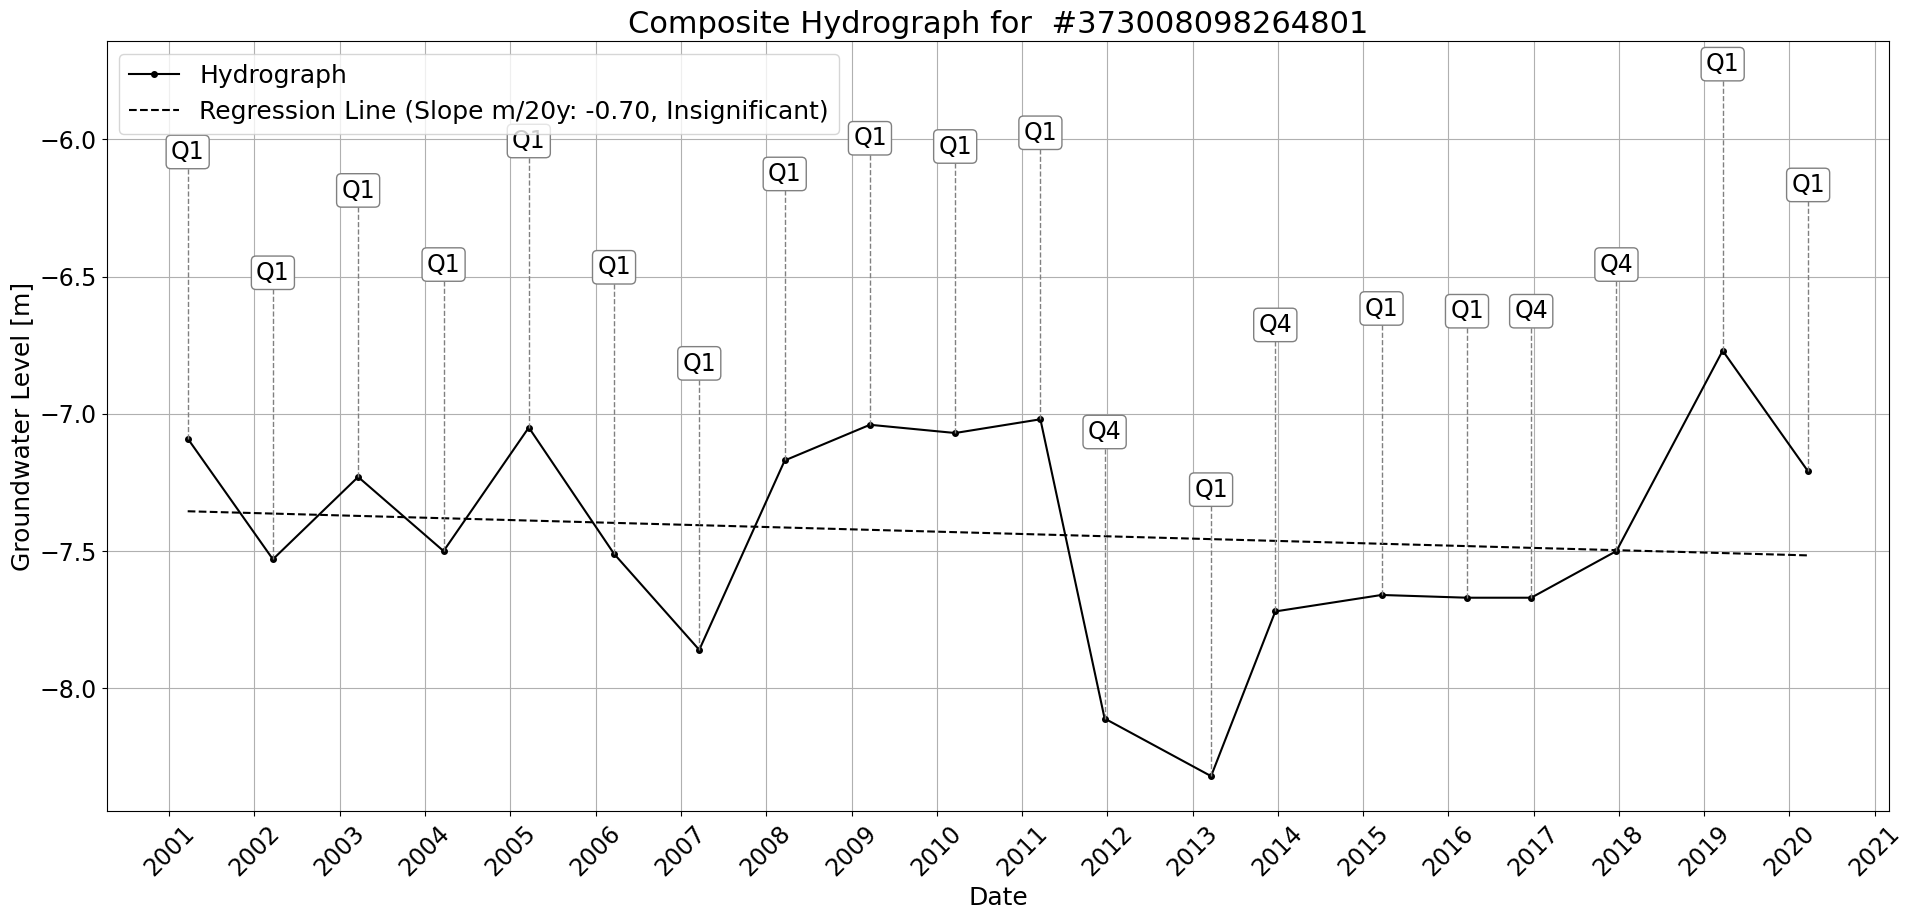 Composite Hydrograph for  #373008098264801
Hydrograph
Regression Line (Slope m/20y: -0.70, Insignificant)
Q1
Q1
Q1
Q1
Q1
Q1
Q1
Q1
Q1
Q1
Q1
Q4
Q1
Q4
Q1
Q1
Q4
Q4
Q1
Q1
Groundwater Level [m]
−6.0
−6.5
−7.0
−7.5
−8.0
2001
2002
2003
2004
2005
2006
2007
2008
2009
2010
2011
2012
2013
2014
2015
2016
2017
2018
2019
2020
2021
Date